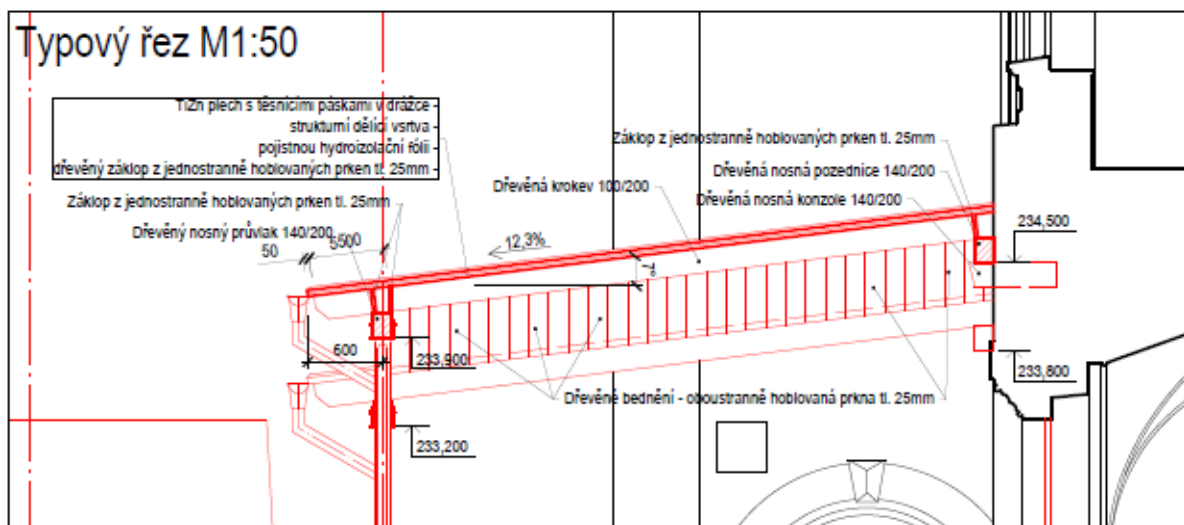 Typový řez M1:50
TiZn plech s těsnícími páskami v drážce
strukturní dělící vsrtva
pojistnou hydroizolační fólii
dřevěný záklop z jednostranně hoblovaných prken tl. 25mm
Záklop z jednostranně hoblovaných prken tl. 25mm
Dřevěný nosný průvlak 140/200
50
5500
12,3%
Dřevěná krokev 100/200
Záklop z jednostranně hoblovaných prken tl. 25mm
Dřevěná nosná pozednice 140/200
Dřevěná nosná konzole 140/200
234,500
7°
600
233,900
233,800
Dřevěné bednění - oboustranně hoblovaná prkna tl. 25mm
233,200